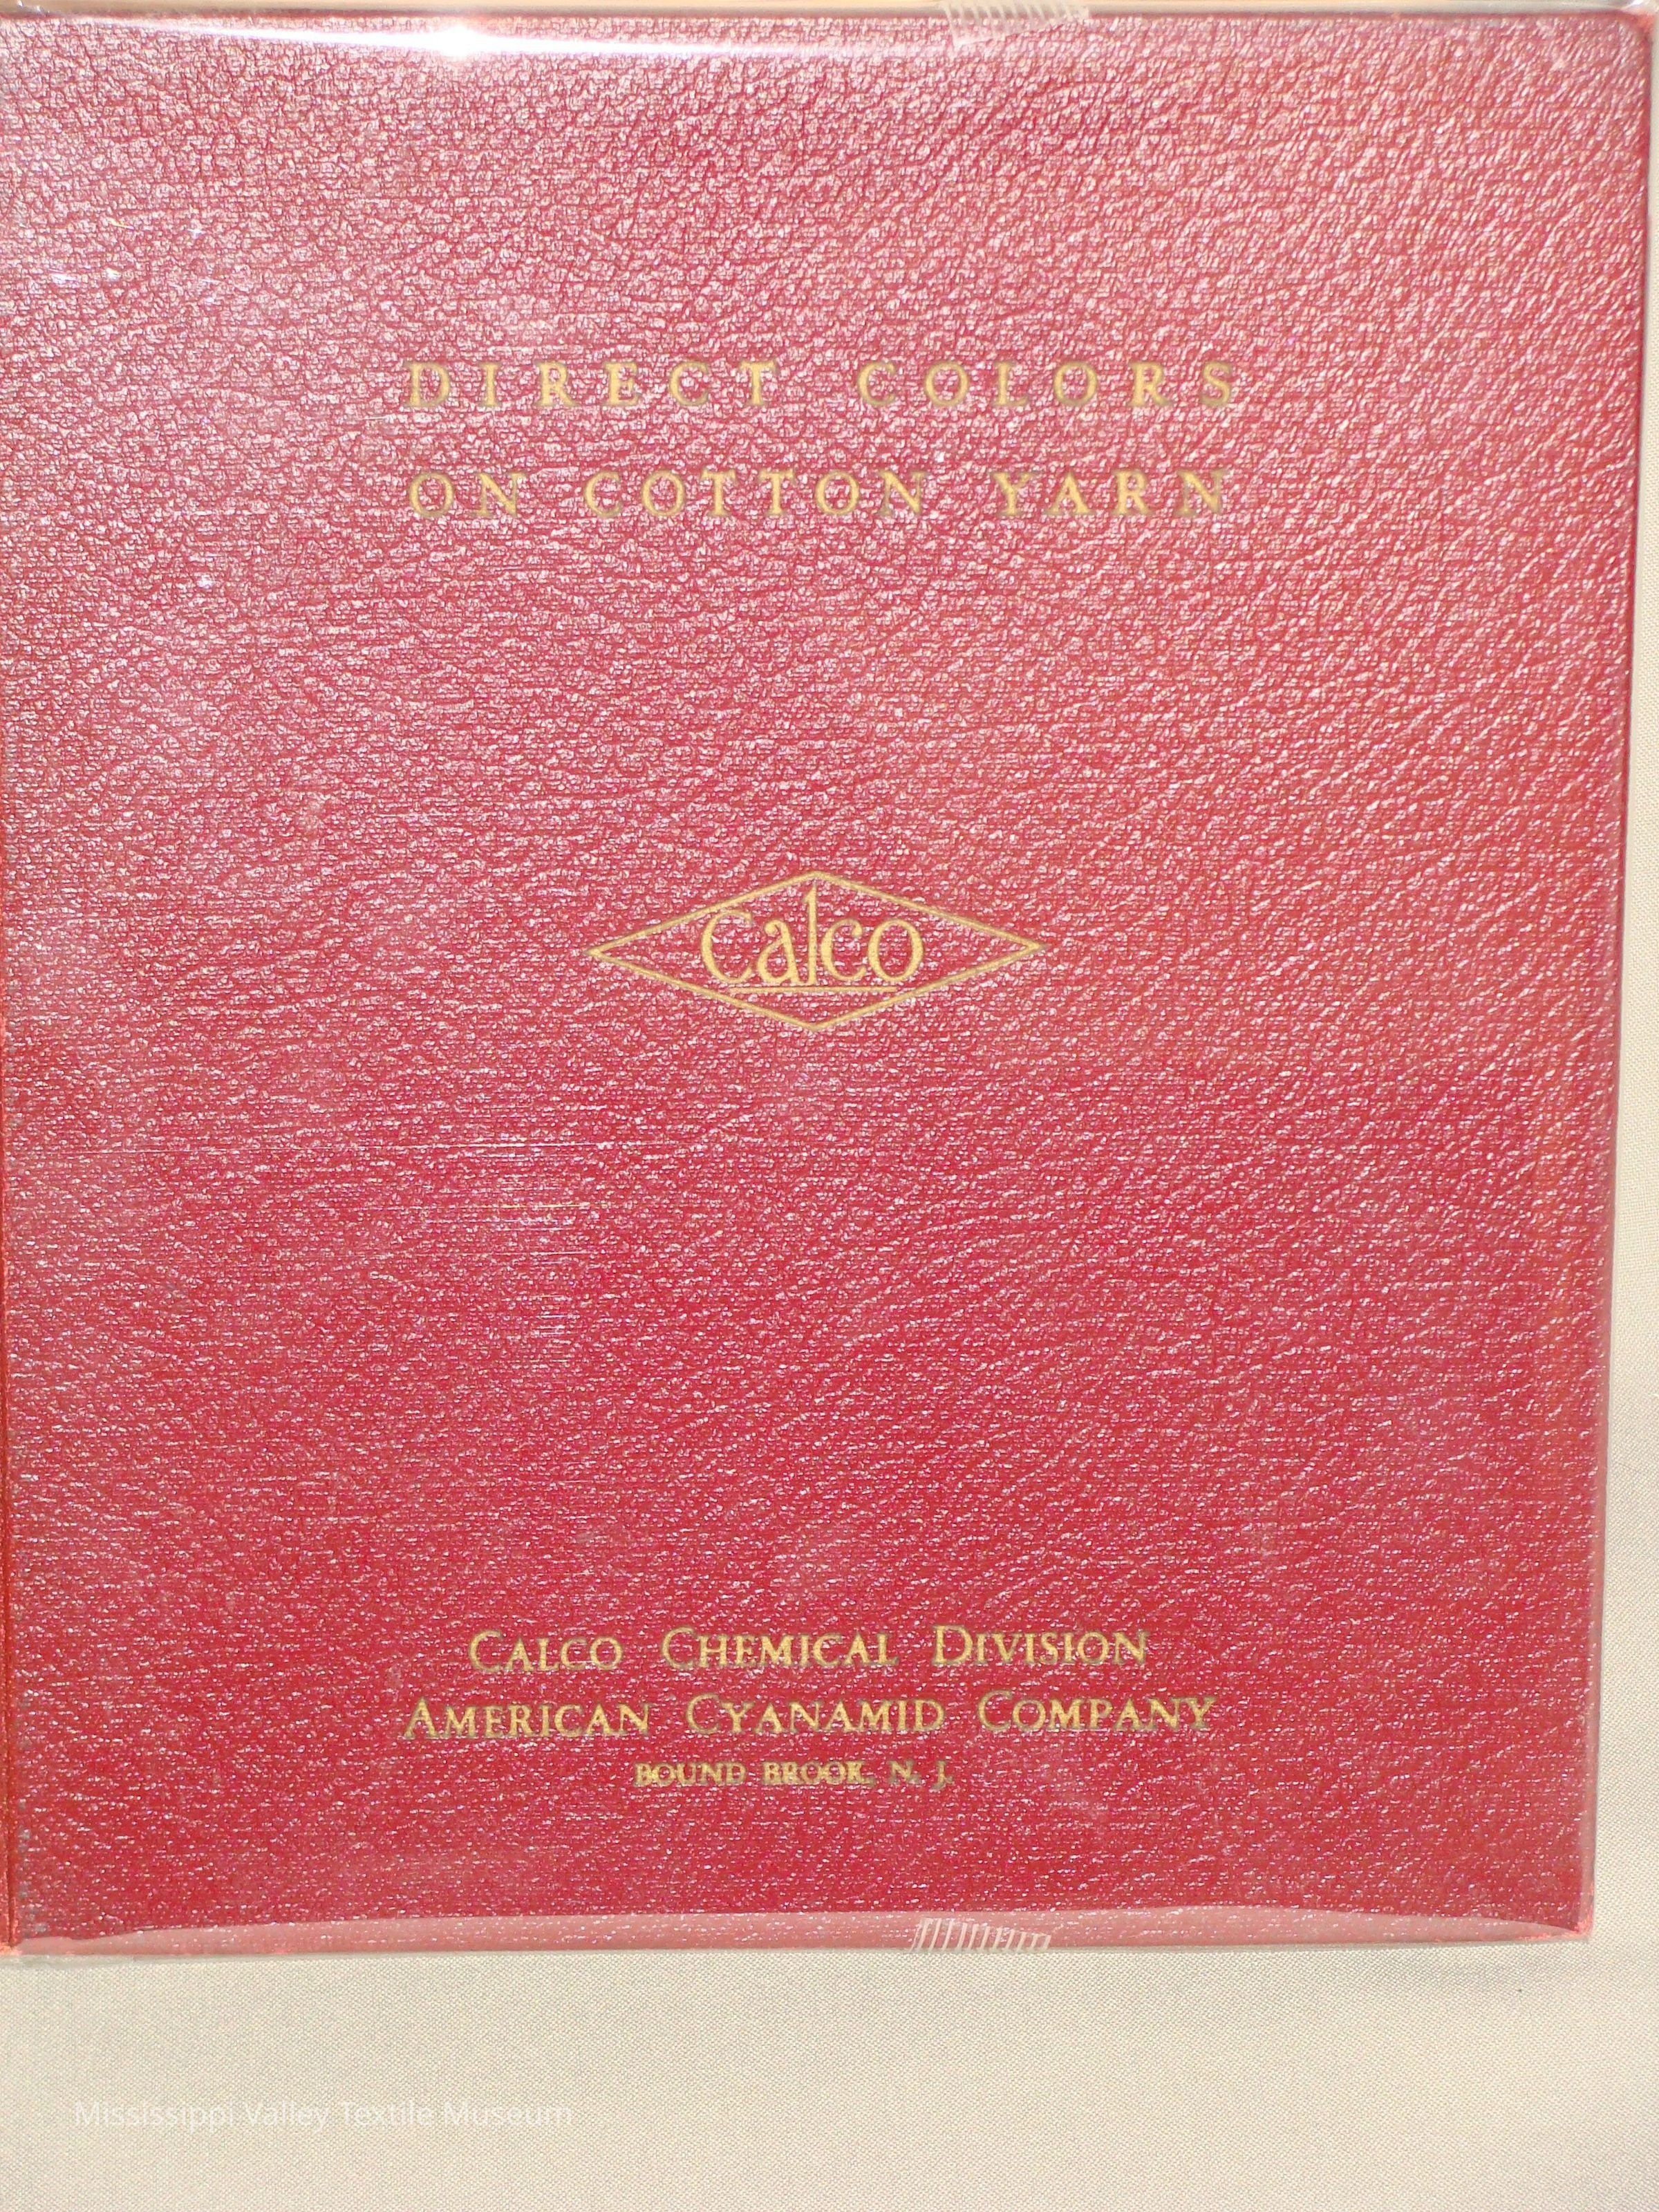 DIRECT COLORS
ON COTTON YARN
Calco
CALCO CHEMICAL DIVISION
AMERICAN CYANAMID COMPANY
BOUND BROOK, N. J.
Mississippi Valley Textile Museum